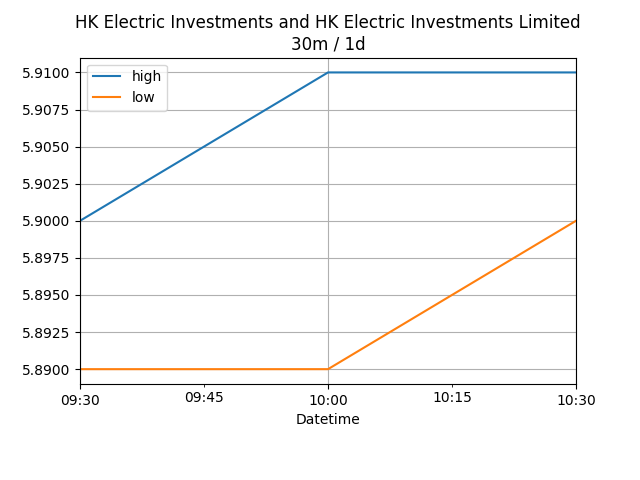 HK Electric Investments and HK Electric Investments Limited
30m / 1d
high
low
5.9100
5.9075
5.9050
5.9025
5.9000
5.8975
5.8950
5.8925
5.8900
09:30
09:45
10:00
10:15
10:30
Datetime